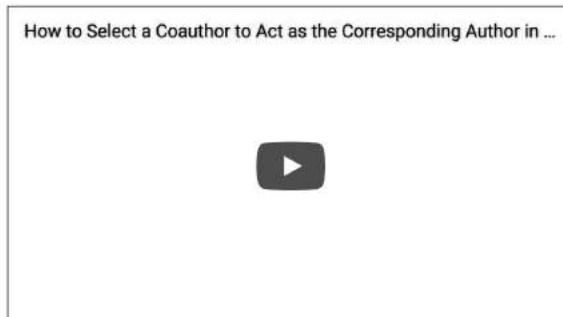 How to Select a Coauthor to Act as the Corresponding Author in ...